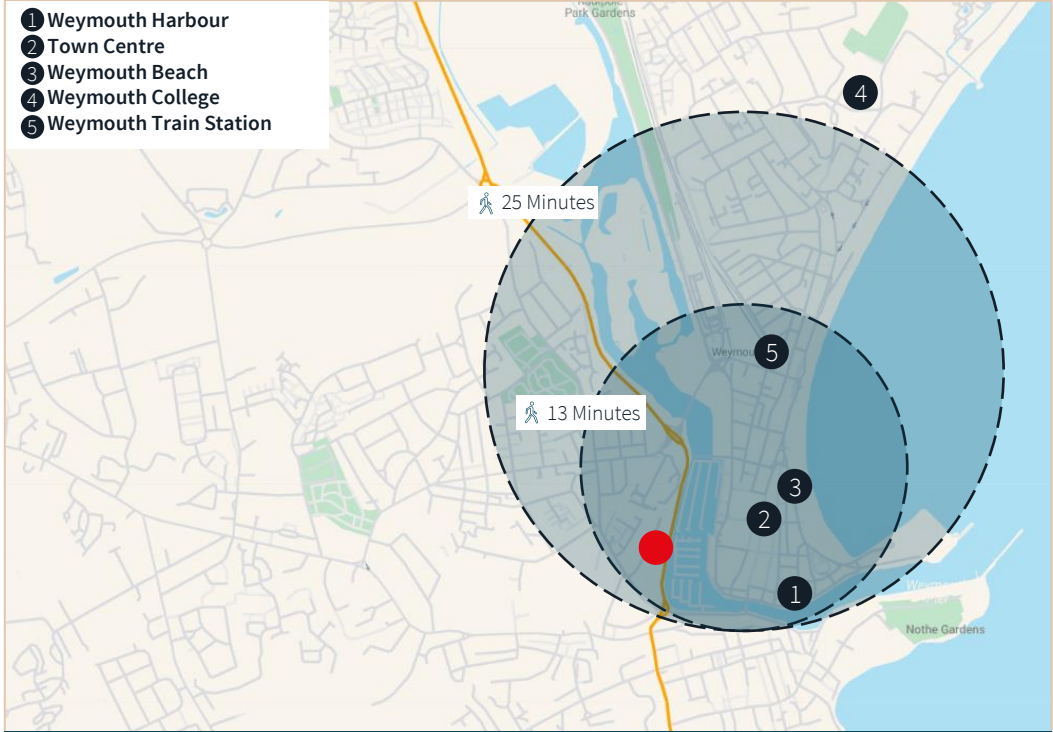 1 Weymouth Harbour
2 Town Centre
3 Weymouth Beach
4 Weymouth College
5 Weymouth Train Station
Park Gardens
4
25 Minutes
Weymou
5
13 Minutes
3
2
1
Nothe Gardens